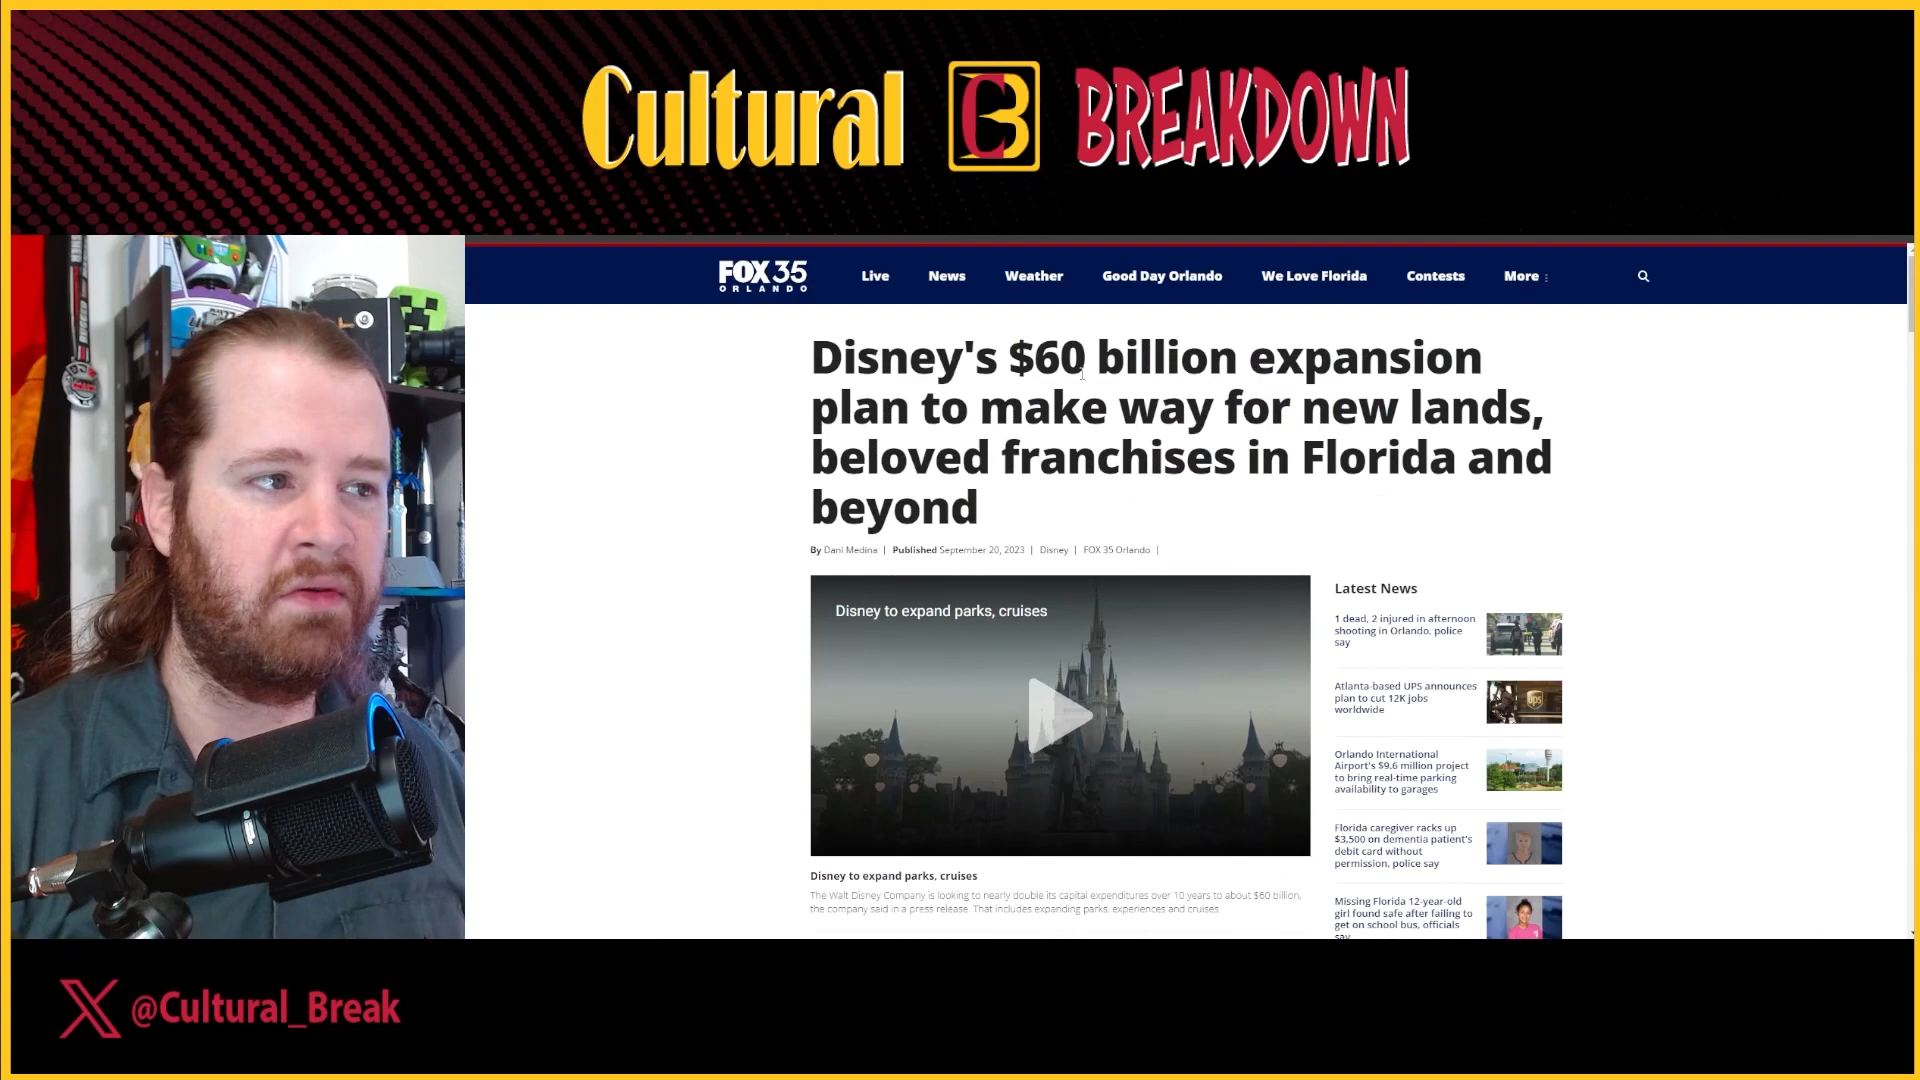 Cultural CB BREAKDOWN
FOX 35
ORLANDO
Live News Weather Good Day Orlando We Love Florida Contests More
Disney's $60 billion expansion
plan to make way for new lands,
beloved franchises in Florida and
beyond
By Dani Medina | Published September 20, 2023 | Disney | FOX 35 Orlando |
Disney to expand parks, cruises
Disney to expand parks, cruises
The Walt Disney Company is looking to nearly double its capital expenditures over 10 years to about $60 billion,
the company said in a press release. That includes expanding parks, experiences and cruises
Latest News
1 dead, 2 injured in afternoon
shooting in Orlando, police
say
Atlanta-based UPS announces
plan to cut 12K jobs
worldwide
ups
Orlando International
Airport's $9.6 million project
to bring real-time parking
availability to garages
Florida caregiver racks up
$3,500 on dementia patient's
debit card without
permission, police say
Missing Florida 12-year-old
girl found safe after failing to
get on school bus, officials
say
X @Cultural_Break